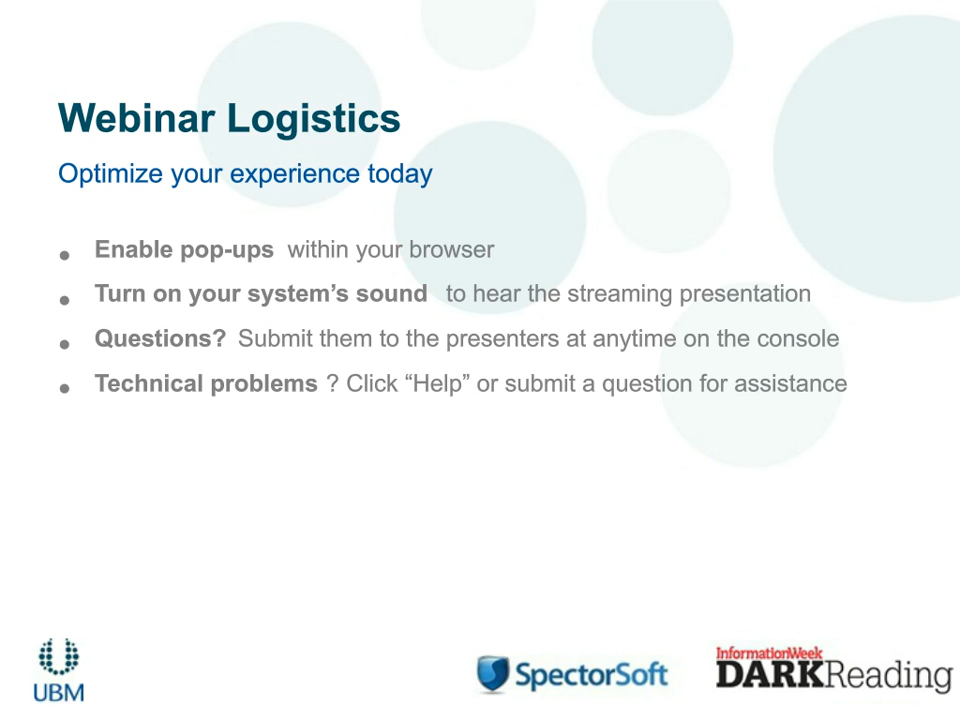 Webinar Logistics
Optimize your experience today
• Enable pop-ups within your browser
• Turn on your system’s sound to hear the streaming presentation
• Questions? Submit them to the presenters at anytime on the console
• Technical problems ? Click “Help” or submit a question for assistance
UBM
SpectorSoft
InformationWeek
DARKReading